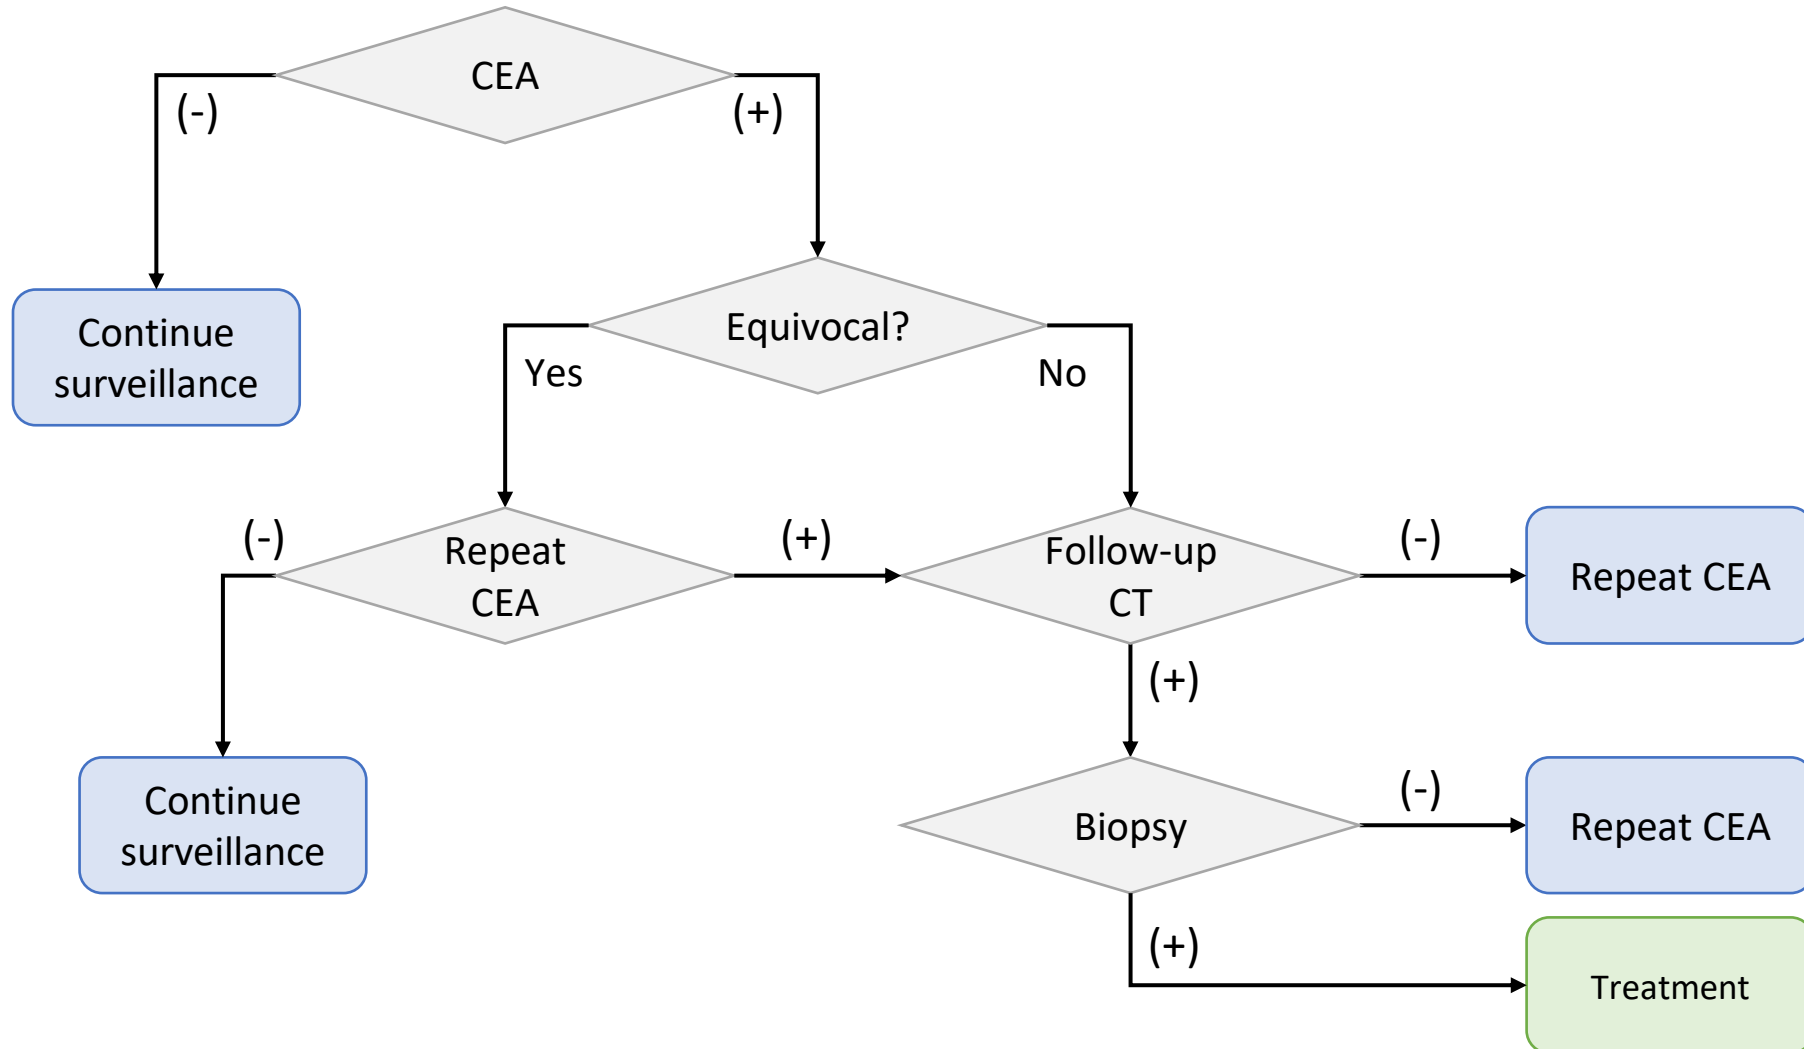 CEA
(-)
(+)
Continue
surveillance
Equivocal?
Yes
No
(-)
Repeat
CEA
(+)
Follow-up
CT
(-)
Repeat CEA
(+)
Continue
surveillance
Biopsy
(-)
Repeat CEA
(+)
Treatment